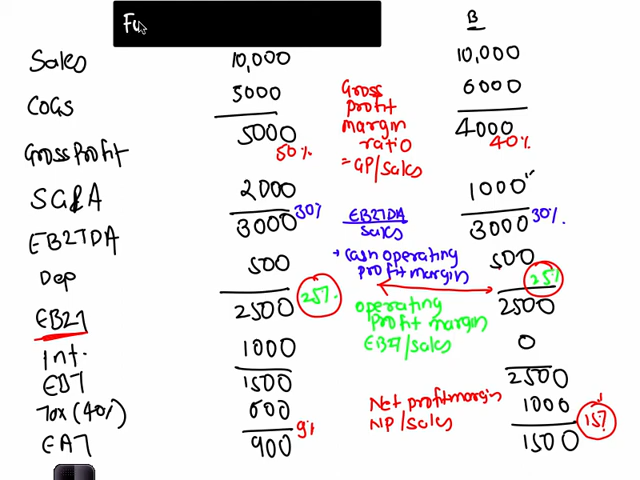 Fu
B
Sales 10,000 10,000
COGS 5000 6000
Gross Profit 5000 50% 4000 40%
Gross
Profit
margin
ratio
= GP/Sales
SG&A 2000 1000
EBITDA 3000 30% 3000 30%
EBITDA
Sales
Cash operating
profit margin
Dep 500 500
EBIT 2500 25% 2500 25%
operating
Profit margin
EBIT/Sales
Int. 1000 0
EBT 1500 2500
Tax (40%) 600 1000
EAT 900 9% 1500 15%
Net profit margin
NP/Sales